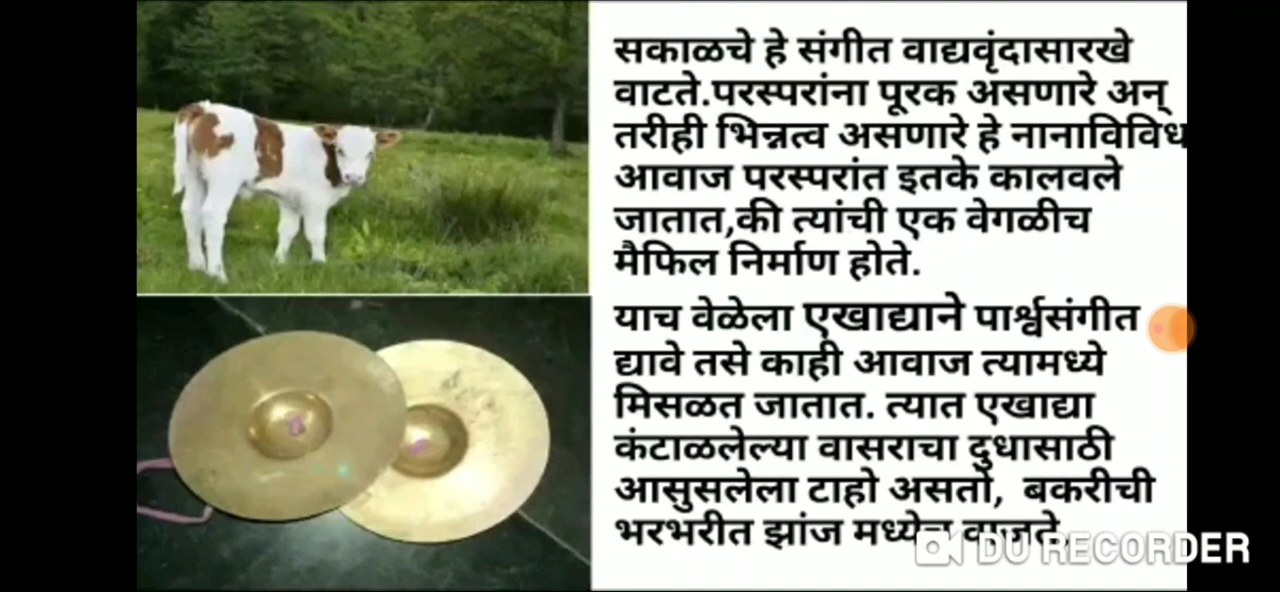 सकाळचे हे संगीत वाद्यवृंदासारखे
वाटते.परस्परांना पूरक असणारे अन्
तरीही भिन्नत्व असणारे हे नानाविविध
आवाज परस्परांत इतके कालवले
जातात,की त्यांची एक वेगळीच
मैफिल निर्माण होते.
याच वेळेला एखाद्याने पार्श्वसंगीत
द्यावे तसे काही आवाज त्यामध्ये
मिसळत जातात. त्यात एखाद्या
कंटाळलेल्या वासराचा दुधासाठी
आसुसलेला टाहो असतो, बकरीची
भरभरीत झांज मध्येच वाजते,
DU RECORDER